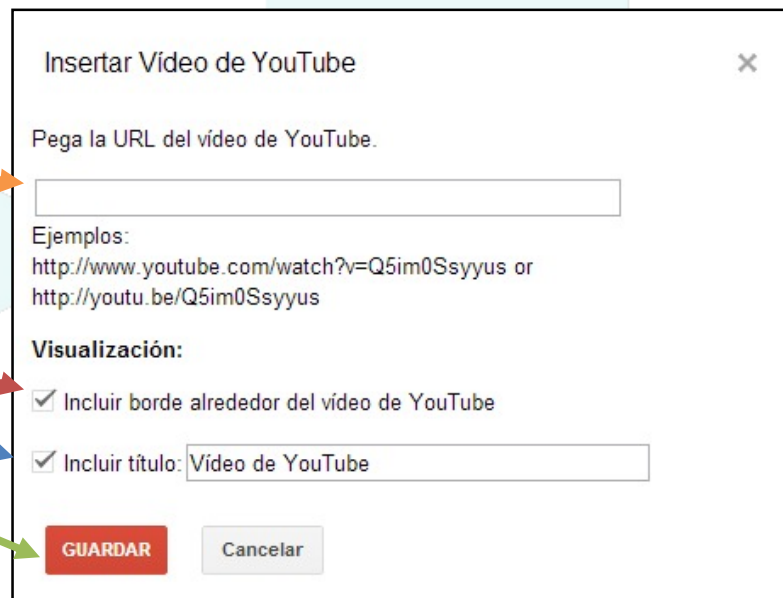 Insertar Vídeo de YouTube
Pega la URL del vídeo de YouTube.
Ejemplos:
http://www.youtube.com/watch?v=Q5im0Ssyyus or
http://youtu.be/Q5im0Ssyyus
Visualización:
Incluir borde alrededor del vídeo de YouTube
Incluir título: Vídeo de YouTube
GUARDAR Cancelar